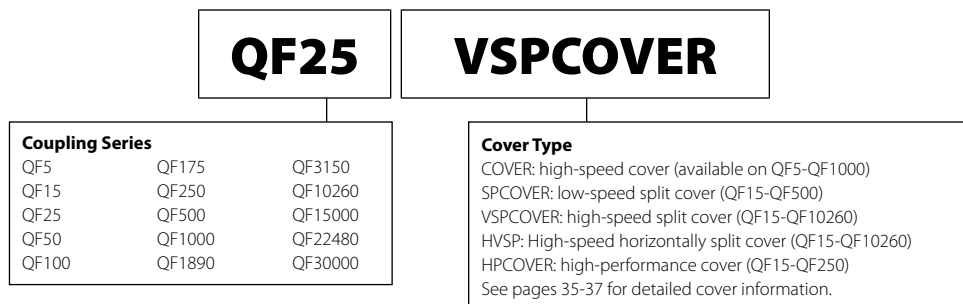 QF25 VSPCOVER
Coupling Series
QF5 QF175 QF3150
QF15 QF250 QF10260
QF25 QF500 QF15000
QF50 QF1000 QF22480
QF100 QF1890 QF30000
Cover Type
COVER: high-speed cover (available on QF5-QF1000)
SPCOVER: low-speed split cover (QF15-QF500)
VSPCOVER: high-speed split cover (QF15-QF10260)
HVSP: High-speed horizontally split cover (QF15-QF10260)
HPCOVER: high-performance cover (QF15-QF250)
See pages 35-37 for detailed cover information.